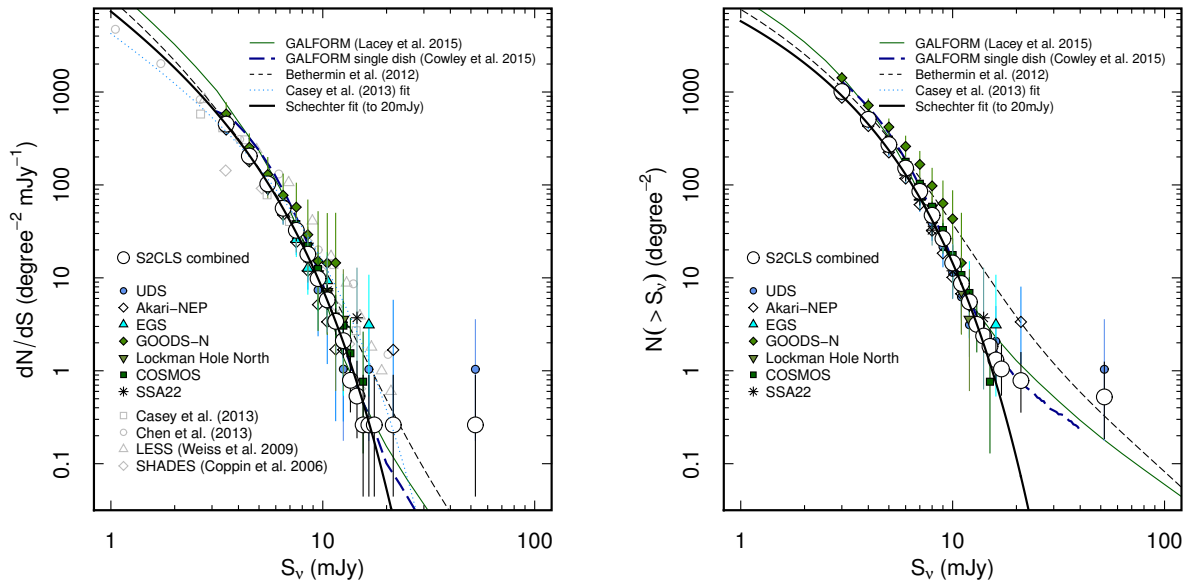 GALFORM (Lacey et al. 2015)
GALFORM single dish (Cowley et al. 2015)
Bethermin et al. (2012)
Casey et al. (2013) fit
Schechter fit (to 20mJy)
S2CLS combined
UDS
Akari-NEP
EGS
GOODS-N
Lockman Hole North
COSMOS
SSA22
Casey et al. (2013)
Chen et al. (2013)
LESS (Weiss et al. 2009)
SHADES (Coppin et al. 2006)
dN/dS (degree⁻² mJy⁻¹)
1000
100
10
1
0.1
1
10
100
Sν (mJy)
GALFORM (Lacey et al. 2015)
GALFORM single dish (Cowley et al. 2015)
Bethermin et al. (2012)
Casey et al. (2013) fit
Schechter fit (to 20mJy)
S2CLS combined
UDS
Akari-NEP
EGS
GOODS-N
Lockman Hole North
COSMOS
SSA22
N(>Sν) (degree⁻²)
1000
100
10
1
0.1
1
10
100
Sν (mJy)